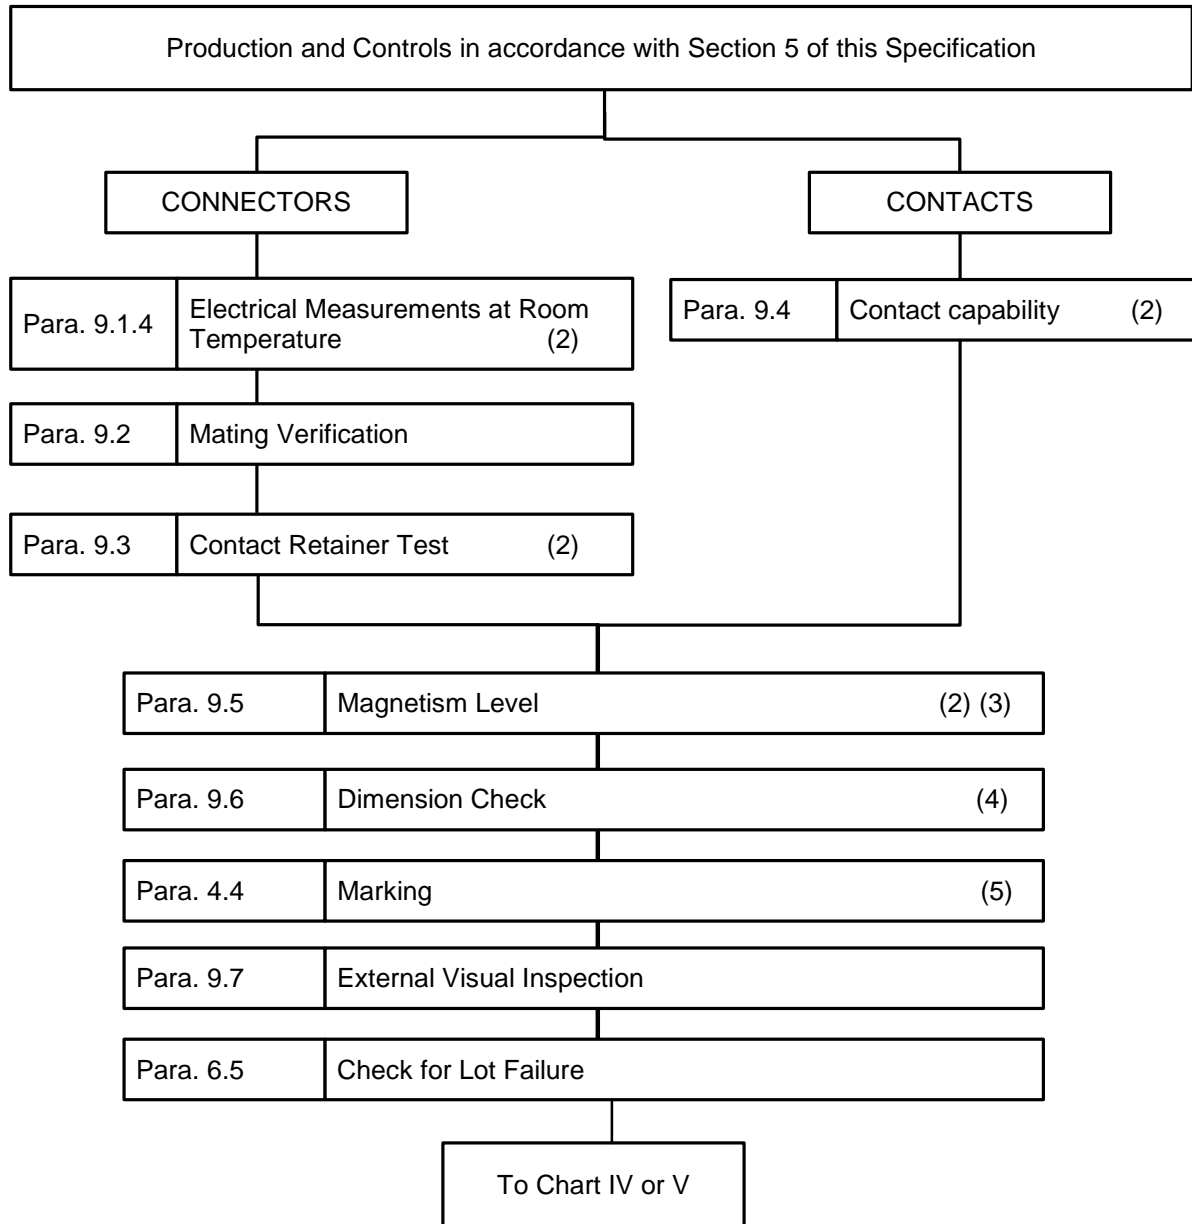 Production and Controls in accordance with Section 5 of this Specification
CONNECTORS
CONTACTS
Para. 9.1.4
Electrical Measurements at Room
Temperature (2)
Para. 9.4
Contact capability (2)
Para. 9.2
Mating Verification
Para. 9.3
Contact Retainer Test (2)
Para. 9.5
Magnetism Level (2) (3)
Para. 9.6
Dimension Check (4)
Para. 4.4
Marking (5)
Para. 9.7
External Visual Inspection
Para. 6.5
Check for Lot Failure
To Chart IV or V